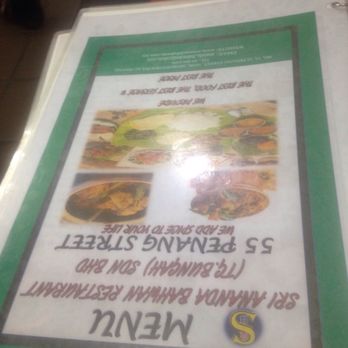 MENU
SRI ANANDA BAHWAN RESTAURANT
(TG.BUNGAH) SDN BHD
55 PENANG STREET
WE ADD SPICE TO YOUR LIFE
WE PROVIDE
THE BEST FOOD, THE BEST SERVICE &
THE BEST PRICE